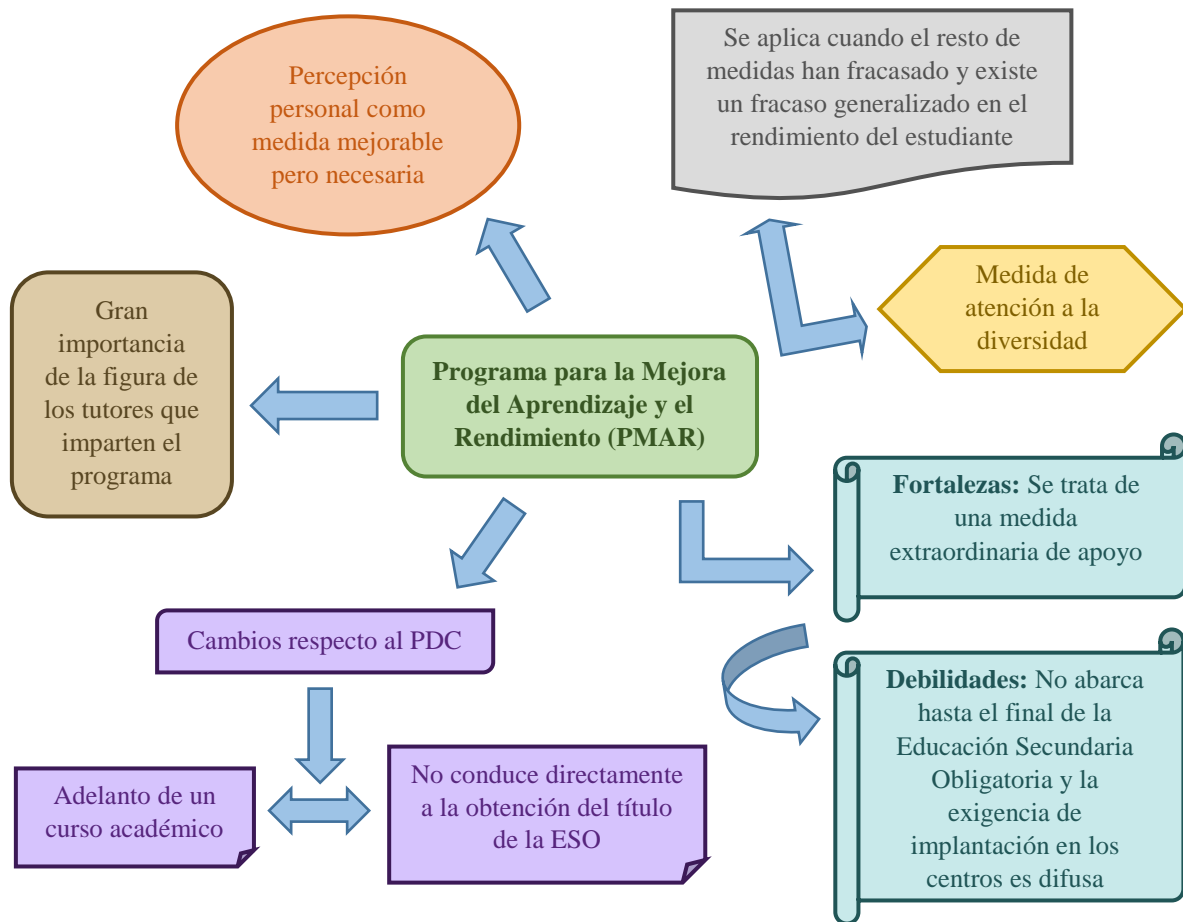 Percepción
personal como
medida mejorable
pero necesaria
Se aplica cuando el resto de
medidas han fracasado y existe
un fracaso generalizado en el
rendimiento del estudiante
Gran
importancia
de la figura de
los tutores que
imparten el
programa
Programa para la Mejora
del Aprendizaje y el
Rendimiento (PMAR)
Medida de
atención a la
diversidad
Fortalezas: Se trata de
una medida
extraordinaria de apoyo
Cambios respecto al PDC
Debilidades: No abarca
hasta el final de la
Educación Secundaria
Obligatoria y la
exigencia de
implantación en los
centros es difusa
Adelanto de un
curso académico
No conduce directamente
a la obtención del título
de la ESO